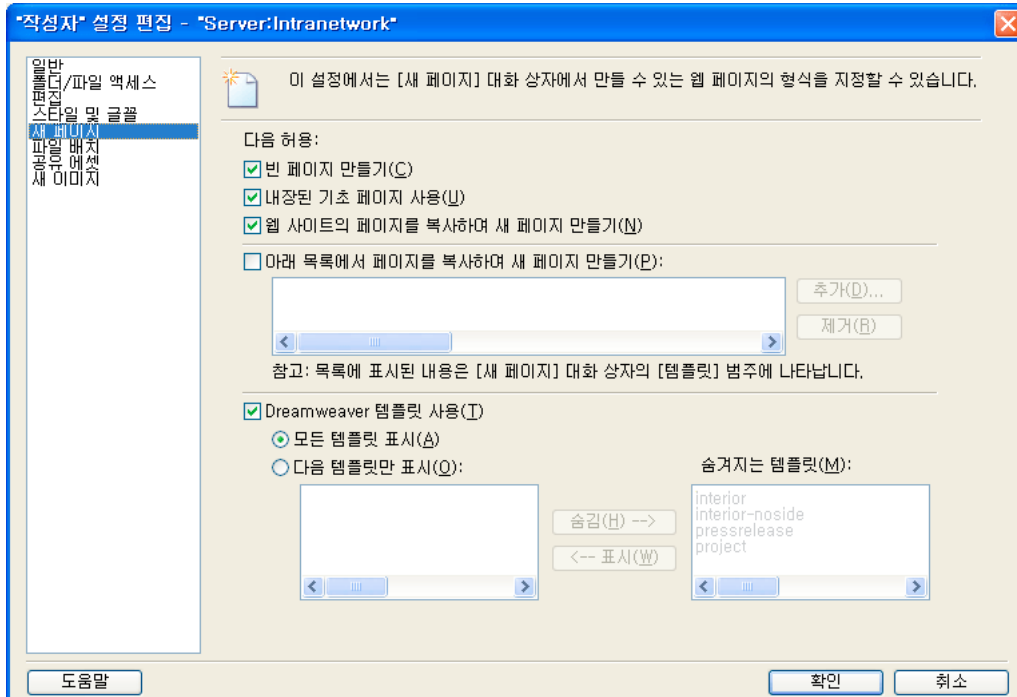 "작성자" 설정 편집 - "Server:Intranetwork"
일반
폴더/파일 액세스
편집
스타일 및 글꼴
새 페이지
파일 배치
공유 에셋
새 이미지
이 설정에서는 [새 페이지] 대화 상자에서 만들 수 있는 웹 페이지의 형식을 지정할 수 있습니다.
다음 허용:
빈 페이지 만들기(C)
내장된 기초 페이지 사용(U)
웹 사이트의 페이지를 복사하여 새 페이지 만들기(N)
아래 목록에서 페이지를 복사하여 새 페이지 만들기(P):
추가(D)...
제거(R)
참고: 목록에 표시된 내용은 [새 페이지] 대화 상자의 [템플릿] 범주에 나타납니다.
Dreamweaver 템플릿 사용(T)
모든 템플릿 표시(A)
다음 템플릿만 표시(O):
숨겨지는 템플릿(M):
숨김(H) -->
<-- 표시(W)
interior
interior-noside
pressrelease
project
도움말
확인
취소